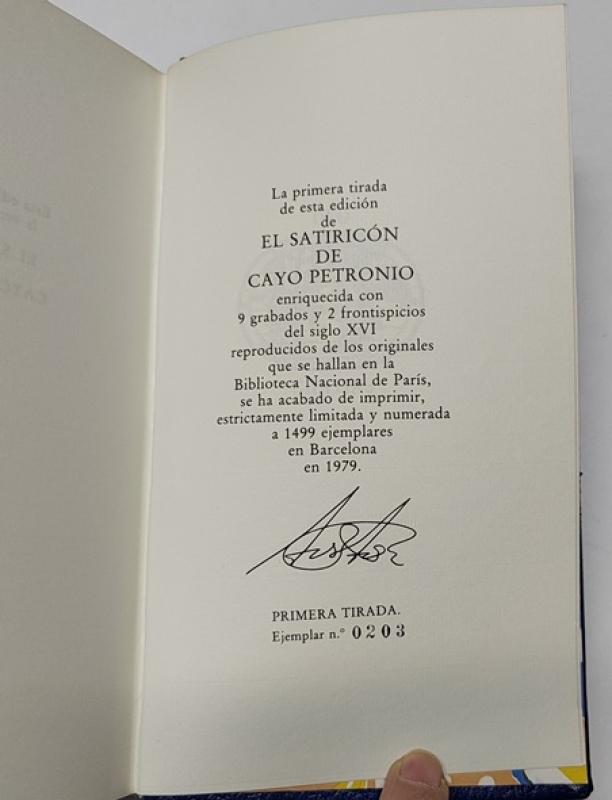 La primera tirada
de esta edición
de
EL SATIRICÓN
DE
CAYO PETRONIO
enriquecida con
9 grabados y 2 frontispicios
del siglo XVI
reproducidos de los originales
que se hallan en la
Biblioteca Nacional de París,
se ha acabado de imprimir,
estrictamente limitada y numerada
a 1499 ejemplares
en Barcelona
en 1979.
PRIMERA TIRADA.
Ejemplar n.º 0203